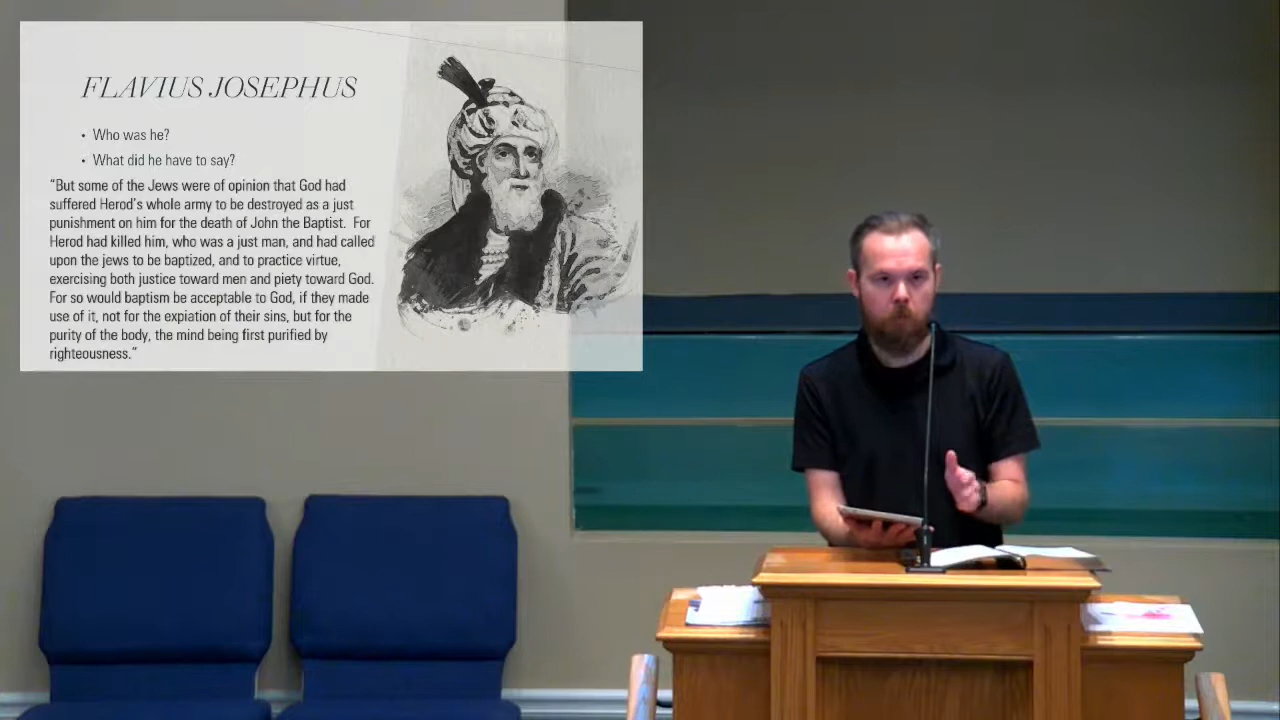 FLAVIUS JOSEPHUS
• Who was he?
• What did he have to say?
“But some of the Jews were of opinion that God had
suffered Herod’s whole army to be destroyed as a just
punishment on him for the death of John the Baptist.  For
Herod had killed him, who was a just man, and had called
upon the jews to be baptized, and to practice virtue,
exercising both justice toward men and piety toward God.
For so would baptism be acceptable to God, if they made
use of it, not for the expiation of their sins, but for the
purity of the body, the mind being first purified by
righteousness.”